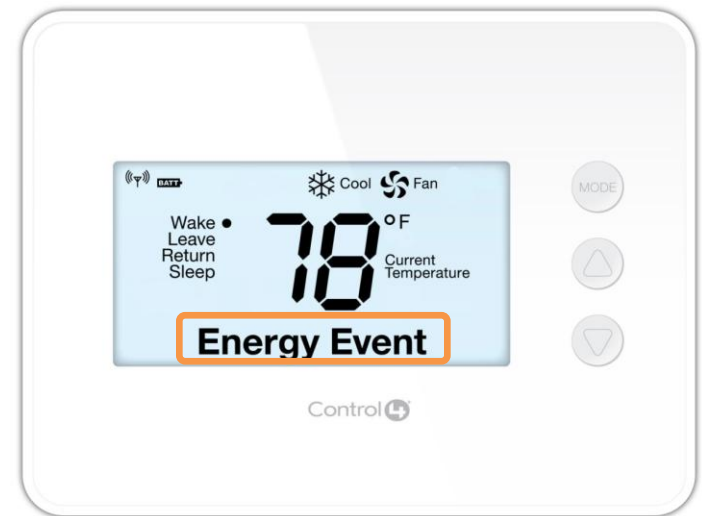 BATT
Cool Fan
MODE
Wake
Leave
Return
Sleep
78 °F
Current
Temperature
Energy Event
Control4